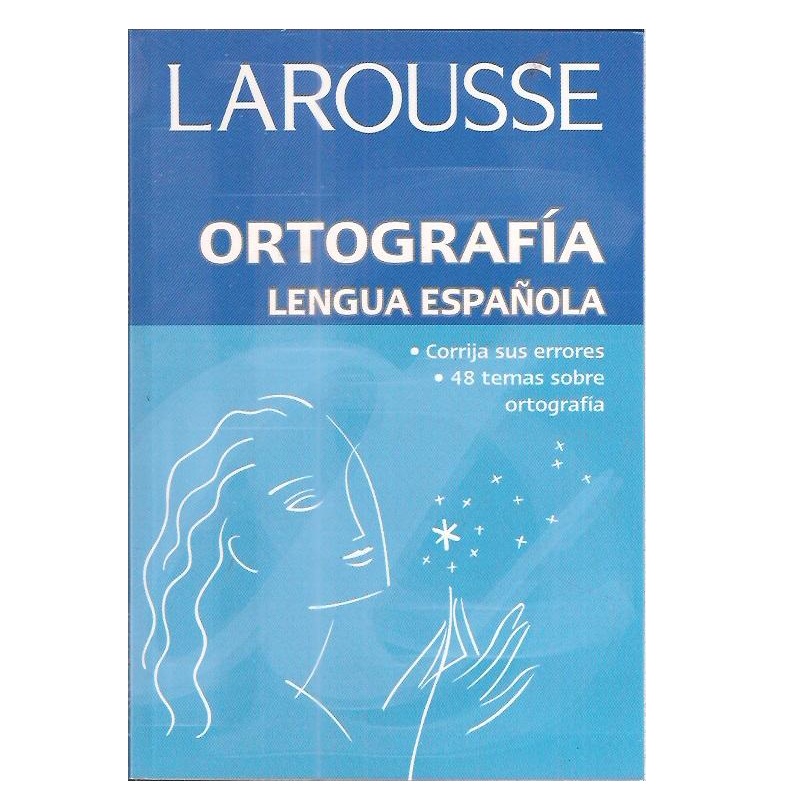 LAROUSSE
ORTOGRAFÍA
LENGUA ESPAÑOLA
• Corrija sus errores
• 48 temas sobre
ortografía